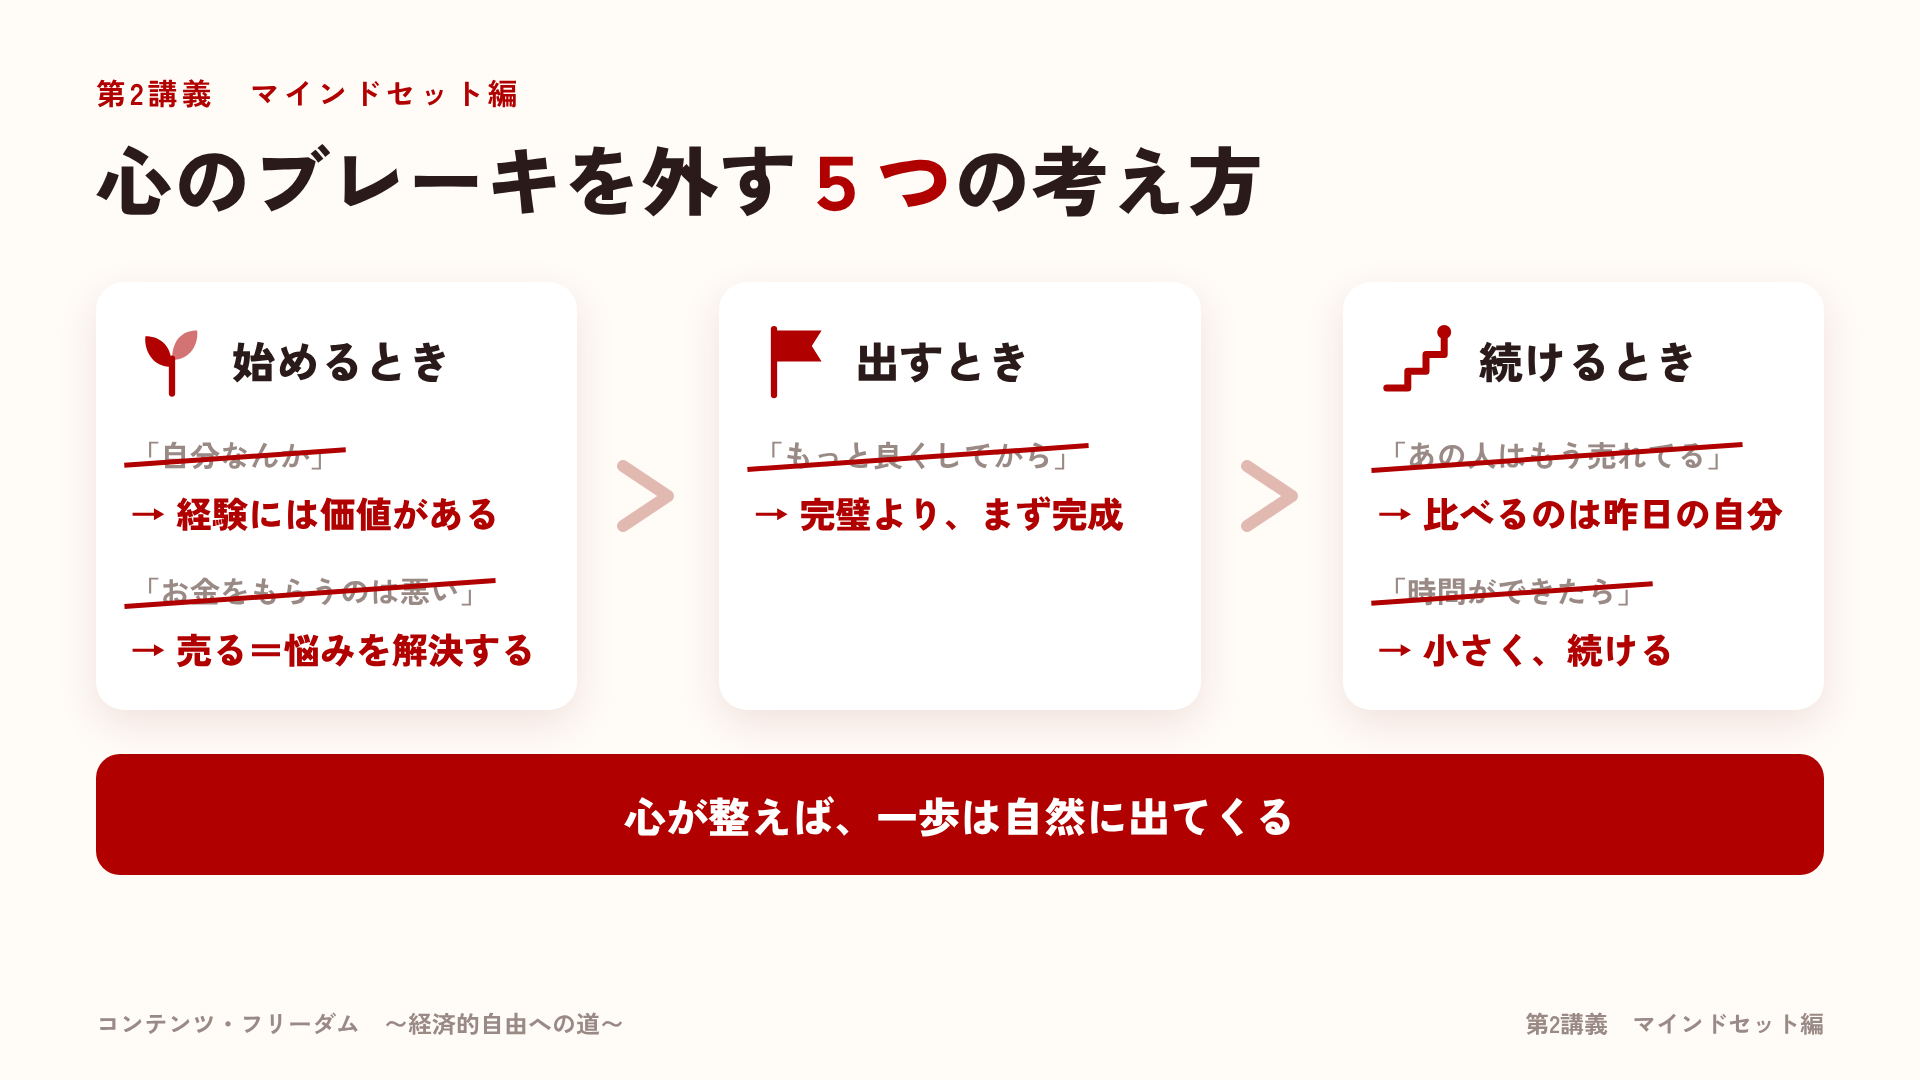 第2講義　マインドセット編
心のブレーキを外す5つの考え方
始めるとき
「自分なんか」
→ 経験には価値がある
「お金をもらうのは悪い」
→ 売る＝悩みを解決する
出すとき
「もっと良くしてから」
→ 完璧より、まず完成
続けるとき
「あの人はもう売れてる」
→ 比べるのは昨日の自分
「時間ができたら」
→ 小さく、続ける
心が整えば、一歩は自然に出てくる
コンテンツ・フリーダム　〜経済的自由への道〜
第2講義　マインドセット編